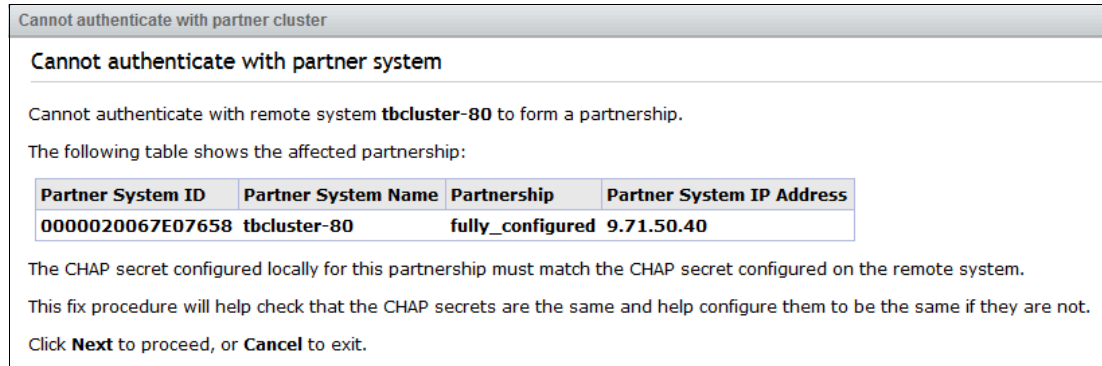 Cannot authenticate with partner cluster
Cannot authenticate with partner system
Cannot authenticate with remote system tbcluster-80 to form a partnership.
The following table shows the affected partnership:
Partner System ID Partner System Name Partnership Partner System IP Address
0000020067E07658 tbcluster-80 fully_configured 9.71.50.40
The CHAP secret configured locally for this partnership must match the CHAP secret configured on the remote system.
This fix procedure will help check that the CHAP secrets are the same and help configure them to be the same if they are not.
Click Next to proceed, or Cancel to exit.